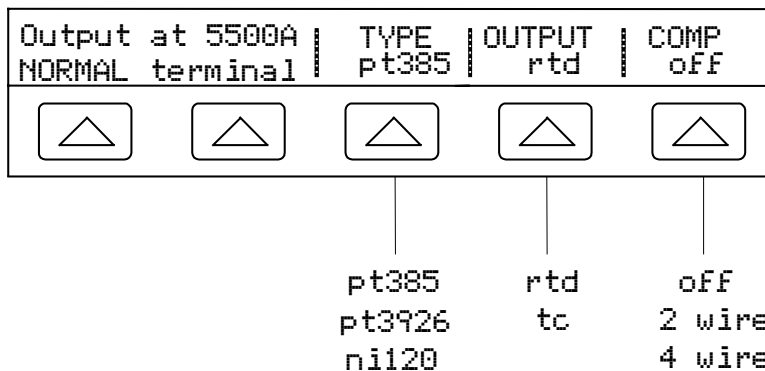 Output at 5500A TYPE OUTPUT COMP
NORMAL terminal pt385 rtd off
pt385 rtd off
pt3926 tc 2 wire
ni120 4 wire